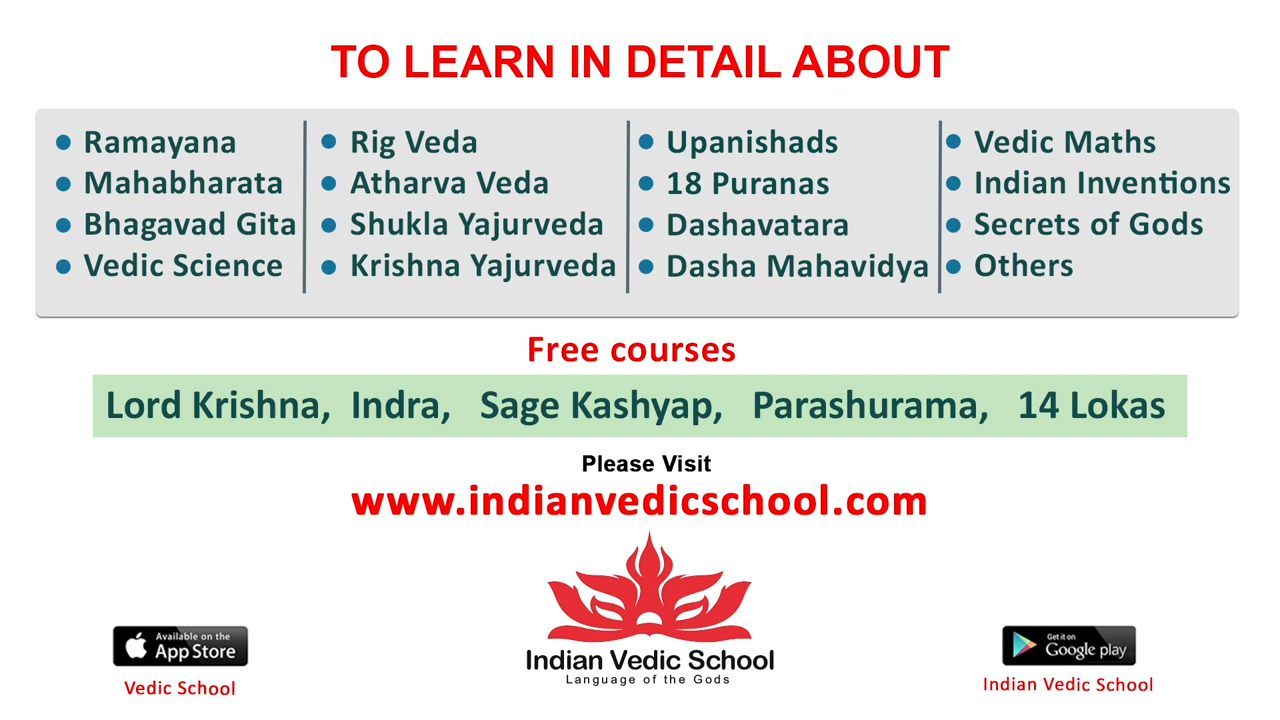 TO LEARN IN DETAIL ABOUT
Ramayana
Mahabharata
Bhagavad Gita
Vedic Science
Rig Veda
Atharva Veda
Shukla Yajurveda
Krishna Yajurveda
Upanishads
18 Puranas
Dashavatara
Dasha Mahavidya
Vedic Maths
Indian Inventions
Secrets of Gods
Others
Free courses
Lord Krishna, Indra, Sage Kashyap, Parashurama, 14 Lokas
Please Visit
www.indianvedicschool.com
Indian Vedic School
Language of the Gods
Available on the
App Store
Vedic School
Get it on
Google play
Indian Vedic School